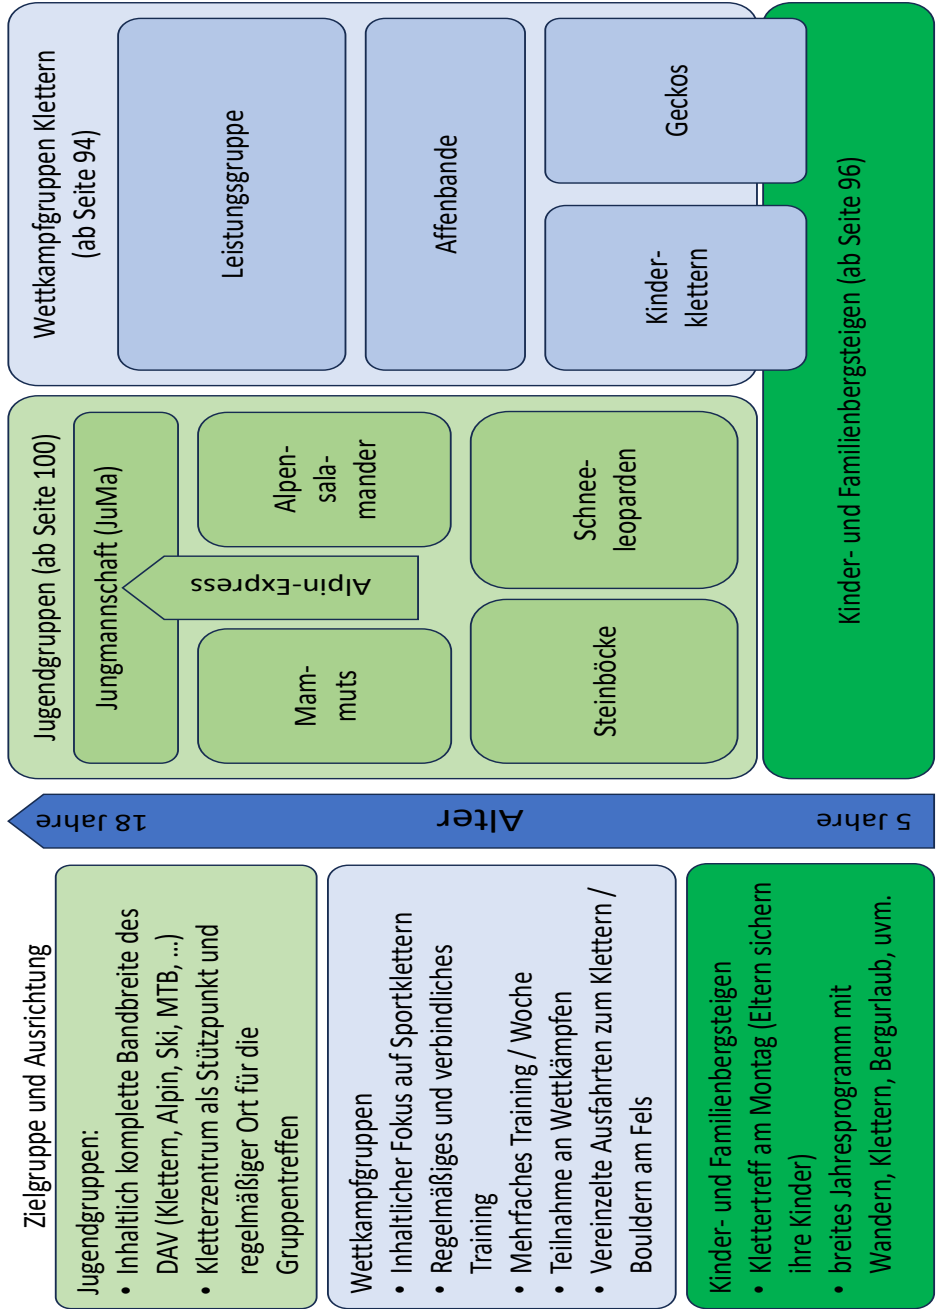 Zielgruppe und Ausrichtung
Jugendgruppen:
• Inhaltlich komplette Bandbreite des
DAV (Klettern, Alpin, Ski, MTB, ...)
• Kletterzentrum als Stützpunkt und
regelmäßiger Ort für die
Gruppentreffen
Wettkampfgruppen
• Inhaltlicher Fokus auf Sportklettern
• Regelmäßiges und verbindliches
Training
• Mehrfaches Training / Woche
• Teilnahme an Wettkämpfen
• Vereinzelte Ausfahrten zum Klettern /
Bouldern am Fels
Kinder- und Familienbergsteigen
• Klettertreff am Montag (Eltern sichern
ihre Kinder)
• breites Jahresprogramm mit
Wandern, Klettern, Bergurlaub, uvm.
18 Jahre
Alter
5 Jahre
Jugendgruppen (ab Seite 100)
Jungmannschaft (JuMa)
Mam-
muts
Alpin-Express
Alpen-
sala-
mander
Steinböcke
Schnee-
leoparden
Wettkampfgruppen Klettern
(ab Seite 94)
Leistungsgruppe
Affenbande
Kinder-
klettern
Geckos
Kinder- und Familienbergsteigen (ab Seite 96)